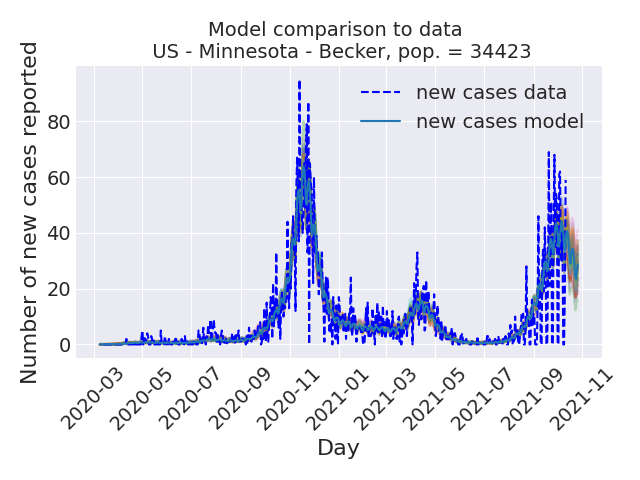 Model comparison to data
US - Minnesota - Becker, pop. = 34423
Number of new cases reported
80
60
40
20
0
new cases data
new cases model
2020-03
2020-05
2020-07
2020-09
2020-11
2021-01
2021-03
2021-05
2021-07
2021-09
2021-11
Day